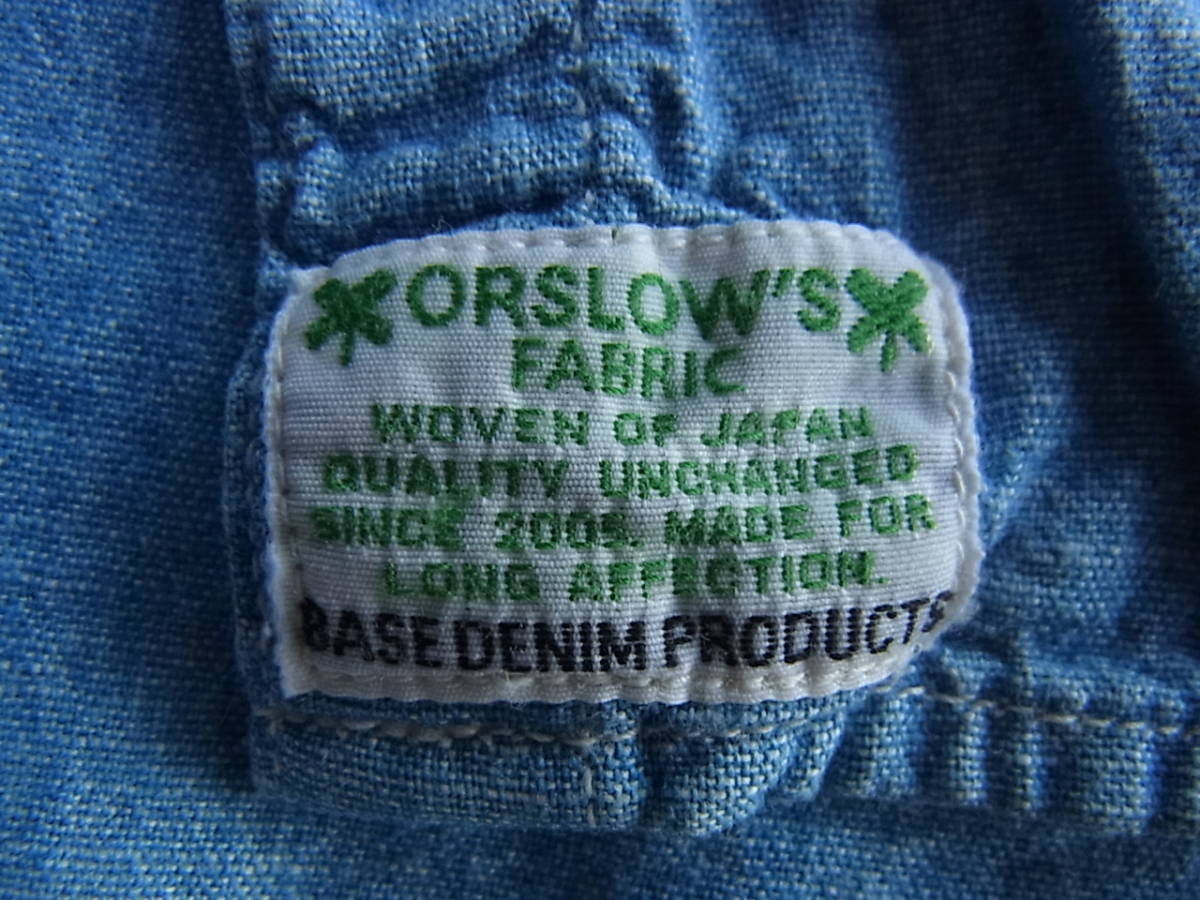 ORSLOW'S
FABRIC
WOVEN OF JAPAN
QUALITY UNCHANGED
SINCE 2005. MADE FOR
LONG AFFECTION.
BASE DENIM PRODUCTS